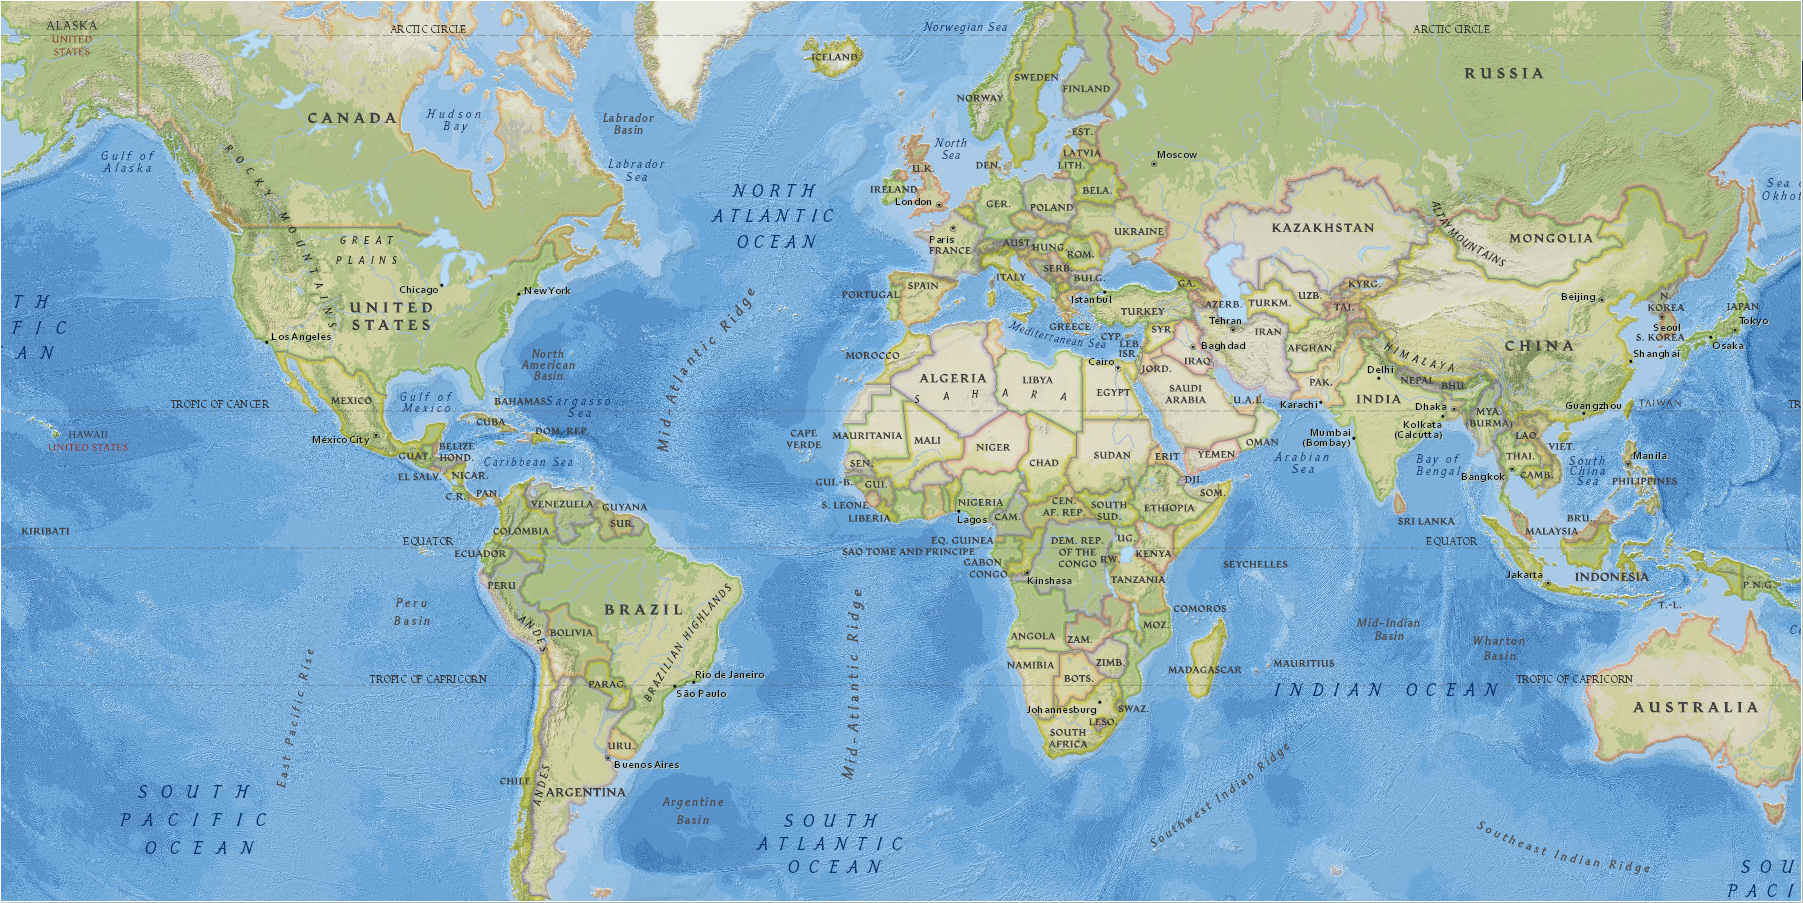 ALASKA
UNITED
STATES
ARCTIC CIRCLE
Norwegian Sea
ICELAND
ARCTIC CIRCLE
RUSSIA
SWEDEN
FINLAND
NORWAY
CANADA
Hudson
Bay
Labrador
Basin
Labrador
Sea
Gulf of
Alaska
ROCKY MOUNTAINS
North
Sea
EST.
LATVIA
LITH.
DEN.
Moscow
U.K.
IRELAND
London
BELA.
GER.
POLAND
NORTH
ATLANTIC
OCEAN
Sea o
Okhot
KAZAKHSTAN
ALTAY MOUNTAINS
MONGOLIA
UKRAINE
Paris
FRANCE
AUST.
HUNG.
ROM.
SERB.
BULG.
ITALY
GREAT
PLAINS
Chicago
New York
UNITED
STATES
Los Angeles
PORTUGAL
SPAIN
Istanbul
GREECE
TURKEY
GA.
AZERB.
TURKM.
UZB.
KYRG.
TAJ.
Beijing
N.
KOREA
Seoul
S. KOREA
JAPAN
Tokyo
Osaka
Shanghai
TH
FIC
AN
North
American
Basin
Mid-Atlantic Ridge
Mediterranean Sea
CYP.
LEB.
ISR.
SYR.
Tehran
Baghdad
IRAN
IRAQ
AFGHAN.
HIMALAYA
CHINA
MOROCCO
ALGERIA
LIBYA
SAHARA
Cairo
EGYPT
JORD.
SAUDI
ARABIA
U.A.E.
PAK.
Karachi
Delhi
NEPAL
BHU.
INDIA
Dhaka
Kolkata
(Calcutta)
MYA.
(BURMA)
Guangzhou
TAIWAN
TROPIC OF CANCER
MEXICO
Gulf of
Mexico
BAHAMAS
Sargasso
Sea
CUBA
DOM. REP.
México City
HAWAII
UNITED STATES
BELIZE
GUAT.
HOND.
EL SALV.
NICAR.
C.R.
PAN.
Caribbean Sea
CAPE
VERDE
MAURITANIA
MALI
NIGER
CHAD
SUDAN
ERIT
YEMEN
OMAN
DJI.
SOM.
Arabian
Sea
Mumbai
(Bombay)
Bay of
Bengal
LAO.
THAI.
VIET.
CAMB.
Bangkok
South
China
Sea
Manila
PHILIPPINES
TR
SEN.
GUI.-B.
GUI.
S. LEONE
LIBERIA
NIGERIA
Lagos
CAM.
CEN.
AF. REP.
SOUTH
SUD.
ETHIOPIA
VENEZUELA
GUYANA
SUR.
COLOMBIA
KIRIBATI
EQUATOR
ECUADOR
EQ. GUINEA
SAO TOME AND PRINCIPE
GABON
CONGO
DEM. REP.
OF THE
CONGO
UG.
RW.
KENYA
Kinshasa
TANZANIA
SEYCHELLES
SRI LANKA
EQUATOR
BRU.
MALAYSIA
Jakarta
INDONESIA
P.N.G.
T.-L.
PERU
BRAZIL
Peru
Basin
ANDES
BOLIVIA
BRAZILIAN HIGHLANDS
COMOROS
ANGOLA
ZAM.
MOZ.
NAMIBIA
ZIMB.
BOTS.
MADAGASCAR
MAURITIUS
Mid-Indian
Basin
Wharton
Basin
Co
TROPIC OF CAPRICORN
PARAG.
Rio de Janeiro
São Paulo
Mid-Atlantic Ridge
East Pacific Rise
Johannesburg
SWAZ.
LESO.
SOUTH
AFRICA
INDIAN OCEAN
TROPIC OF CAPRICORN
AUSTRALIA
URU.
Buenos Aires
CHILE
ANDES
ARGENTINA
Argentine
Basin
SOUTH
PACIFIC
OCEAN
SOUTH
ATLANTIC
OCEAN
Southwest Indian Ridge
Southeast Indian Ridge
SOU
PACI